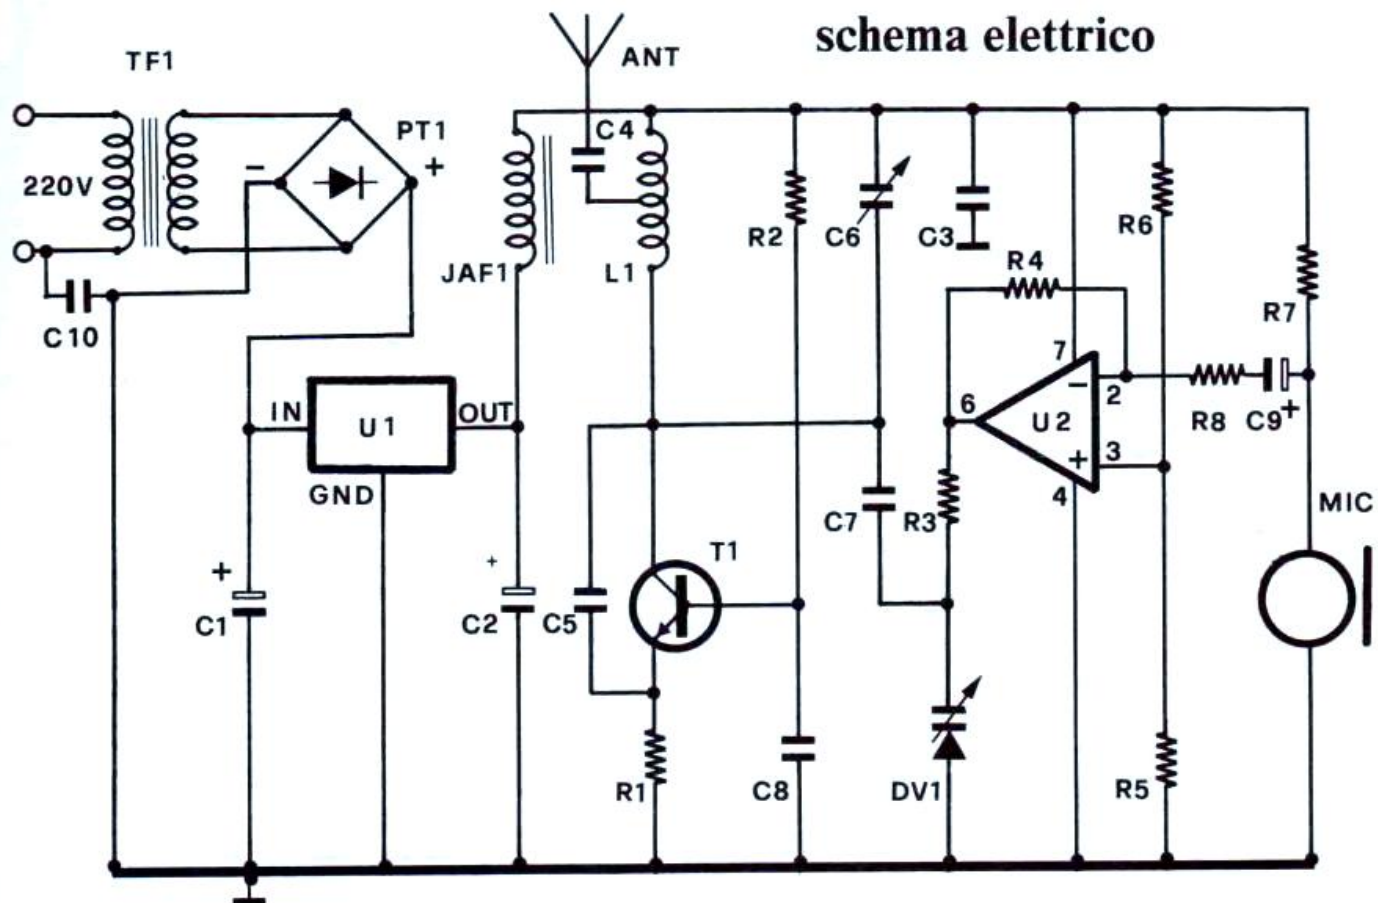 schema elettrico
TF1
ANT
PT1
-
+
C4
220V
R2
C6
C3
R6
R4
JAF1
L1
R7
C10
7
-
2
6
U2
R8
C9
+
IN
U1
OUT
3
+
4
GND
C7
R3
MIC
T1
+
+
C1
C2
C5
R1
C8
DV1
R5